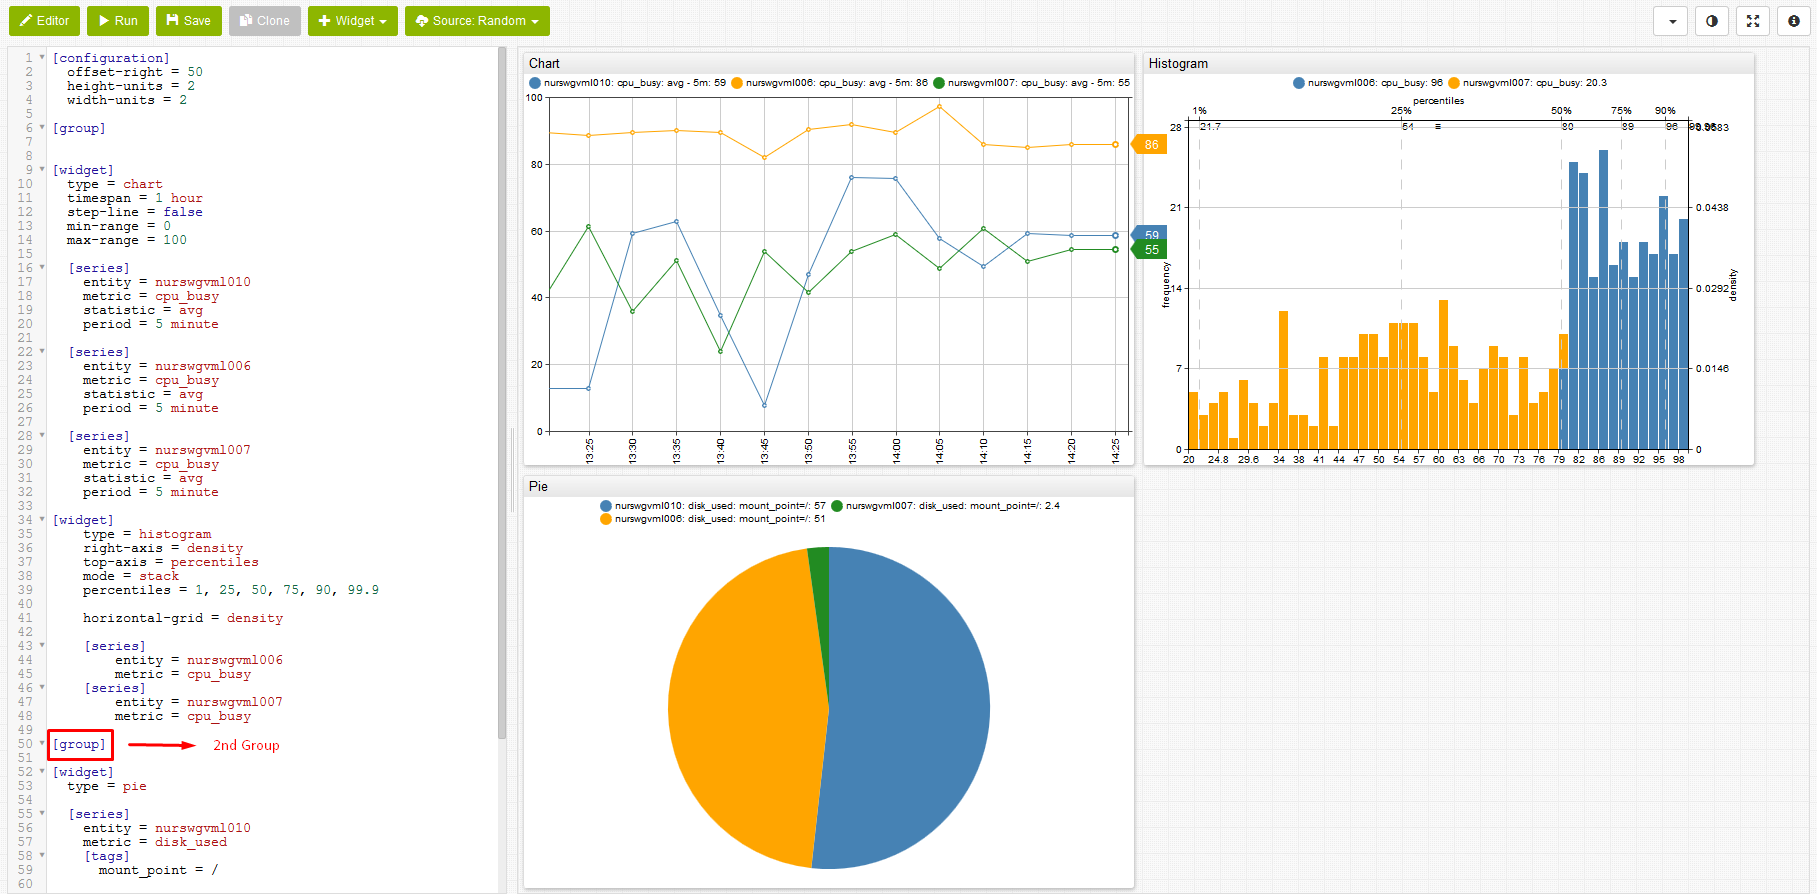 Editor Run Save Clone Widget Source: Random
1 [configuration]
2 offset-right = 50
3 height-units = 2
4 width-units = 2
5
6 [group]
7
8
9 [widget]
10 type = chart
11 timespan = 1 hour
12 step-line = false
13 min-range = 0
14 max-range = 100
15
16 [series]
17 entity = nurswgvml010
18 metric = cpu_busy
19 statistic = avg
20 period = 5 minute
21
22 [series]
23 entity = nurswgvml006
24 metric = cpu_busy
25 statistic = avg
26 period = 5 minute
27
28 [series]
29 entity = nurswgvml007
30 metric = cpu_busy
31 statistic = avg
32 period = 5 minute
33
34 [widget]
35 type = histogram
36 right-axis = density
37 top-axis = percentiles
38 mode = stack
39 percentiles = 1, 25, 50, 75, 90, 99.9
40
41 horizontal-grid = density
42
43 [series]
44 entity = nurswgvml006
45 metric = cpu_busy
46 [series]
47 entity = nurswgvml007
48 metric = cpu_busy
49
50 [group] 2nd Group
51
52 [widget]
53 type = pie
54
55 [series]
56 entity = nurswgvml010
57 metric = disk_used
58 [tags]
59 mount_point = /
60
Chart
nurswgvml010: cpu_busy: avg - 5m: 59 nurswgvml006: cpu_busy: avg - 5m: 86 nurswgvml007: cpu_busy: avg - 5m: 55
100
80
60
40
20
0
86
59
55
13:25 13:30 13:35 13:40 13:45 13:50 13:55 14:00 14:05 14:10 14:15 14:20 14:25
Histogram
nurswgvml006: cpu_busy: 96 nurswgvml007: cpu_busy: 20.3
percentiles
1% 25% 50% 75% 90%
21.7 54 80 89 96
28
21
14
7
0
frequency
0.0438
0.0292
0.0146
0
density
20 24.8 29.6 34 38 41 44 47 50 54 57 60 63 66 70 73 76 79 82 86 89 92 95 98
Pie
nurswgvml010: disk_used: mount_point=/: 57 nurswgvml007: disk_used: mount_point=/: 2.4
nurswgvml006: disk_used: mount_point=/: 51